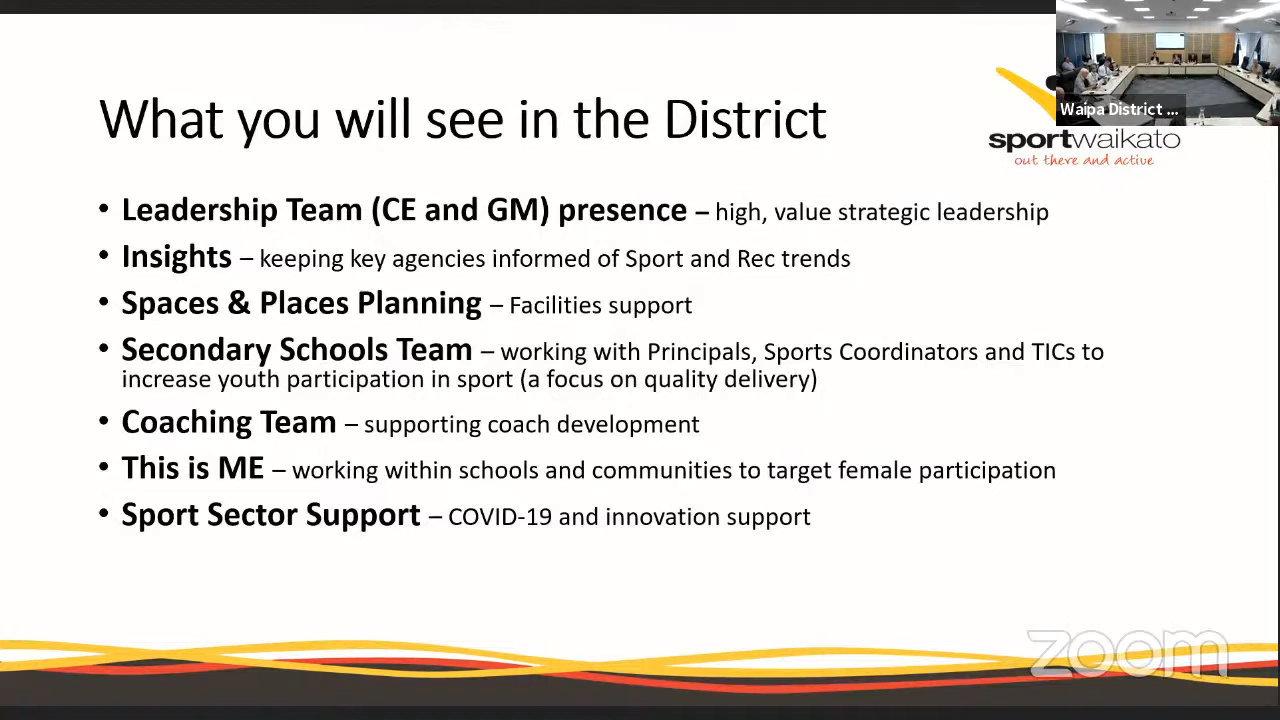 What you will see in the District
Waipa District ...
sportwaikato
out there and active
• Leadership Team (CE and GM) presence – high, value strategic leadership
• Insights – keeping key agencies informed of Sport and Rec trends
• Spaces & Places Planning – Facilities support
• Secondary Schools Team – working with Principals, Sports Coordinators and TICs to
increase youth participation in sport (a focus on quality delivery)
• Coaching Team – supporting coach development
• This is ME – working within schools and communities to target female participation
• Sport Sector Support – COVID-19 and innovation support
zoom